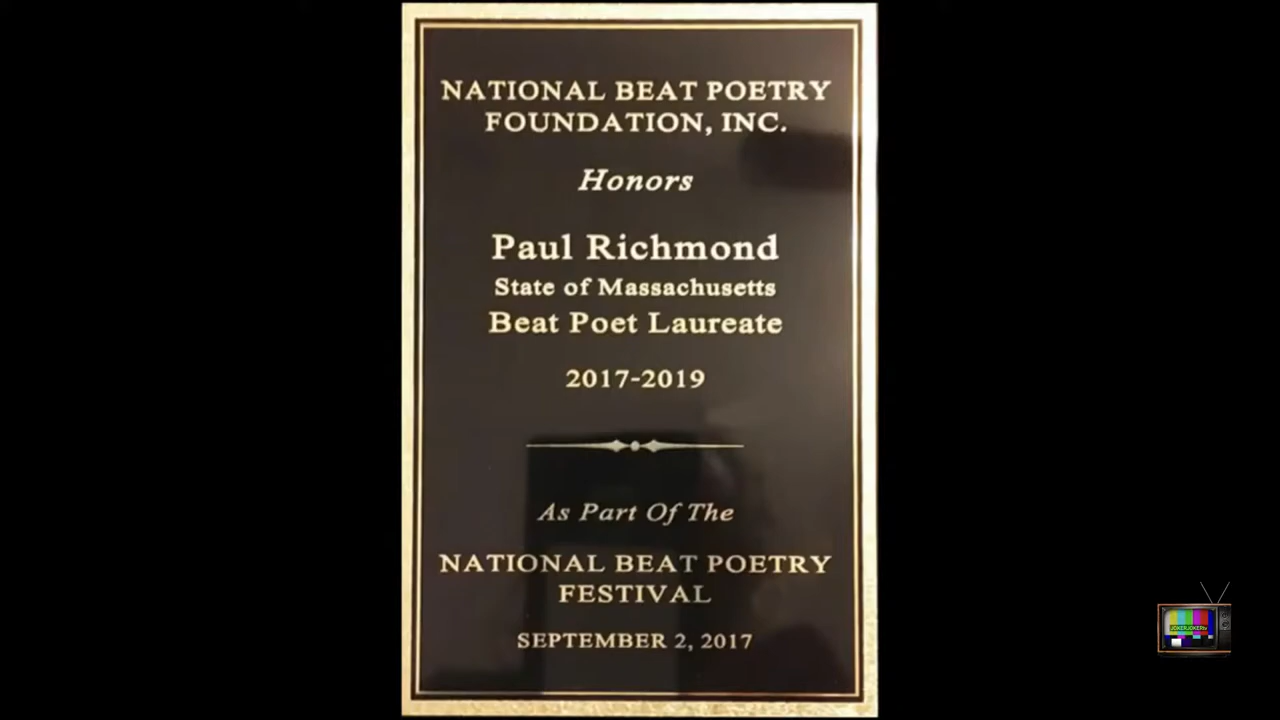 NATIONAL BEAT POETRY
FOUNDATION, INC.
Honors
Paul Richmond
State of Massachusetts
Beat Poet Laureate
2017-2019
As Part Of The
NATIONAL BEAT POETRY
FESTIVAL
SEPTEMBER 2, 2017
JOKERJOKERtv